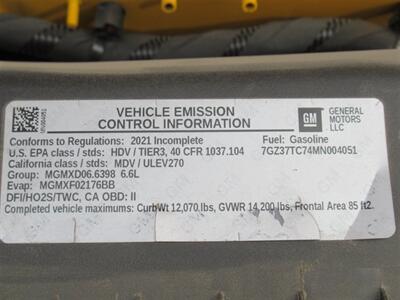 VEHICLE EMISSION
CONTROL INFORMATION
GM
GENERAL
MOTORS
LLC
Conforms to Regulations: 2021 Incomplete
Fuel: Gasoline
U.S. EPA class / stds: HDV / TIER3, 40 CFR 1037.104
7GZ37TC74MN004051
California class / stds: MDV / ULEV270
Group: MGMXD06.6398 6.6L
Evap: MGMXF02176BB
DFI/HO2S/TWC, CA OBD: II
Completed vehicle maximums: CurbWt 12,070 lbs, GVWR 14,200 lbs, Frontal Area 85 ft2.